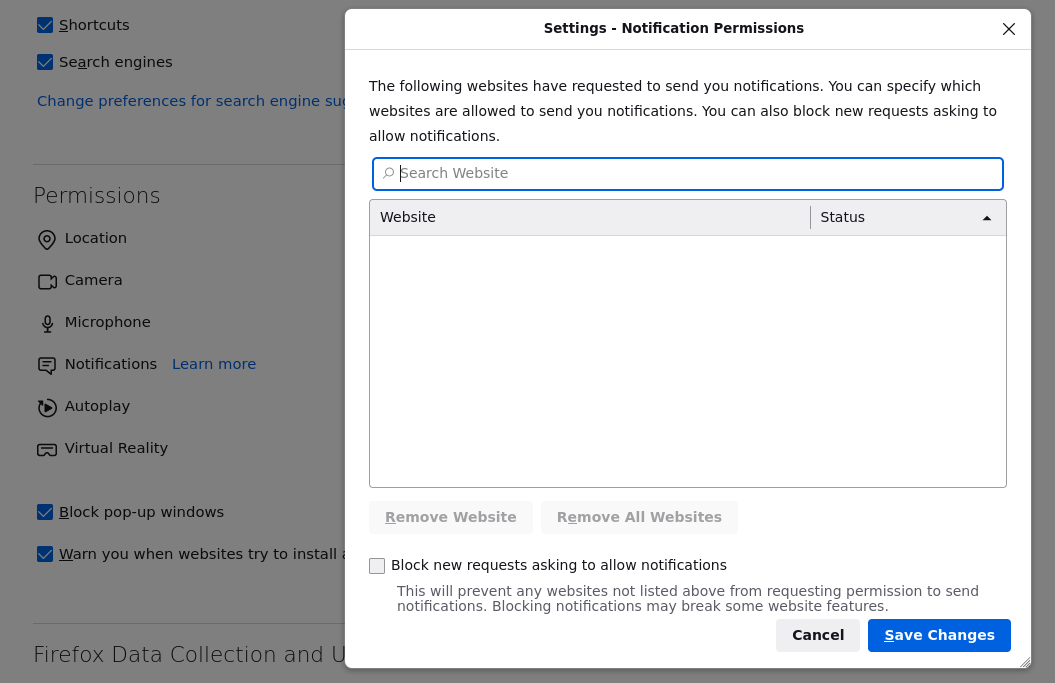 Shortcuts
Search engines
Change preferences for search engine su
Permissions
Location
Camera
Microphone
Notifications Learn more
Autoplay
Virtual Reality
Block pop-up windows
Warn you when websites try to install
Firefox Data Collection and U
Settings - Notification Permissions
The following websites have requested to send you notifications. You can specify which
websites are allowed to send you notifications. You can also block new requests asking to
allow notifications.
Search Website
Website Status
Remove Website Remove All Websites
Block new requests asking to allow notifications
This will prevent any websites not listed above from requesting permission to send
notifications. Blocking notifications may break some website features.
Cancel Save Changes